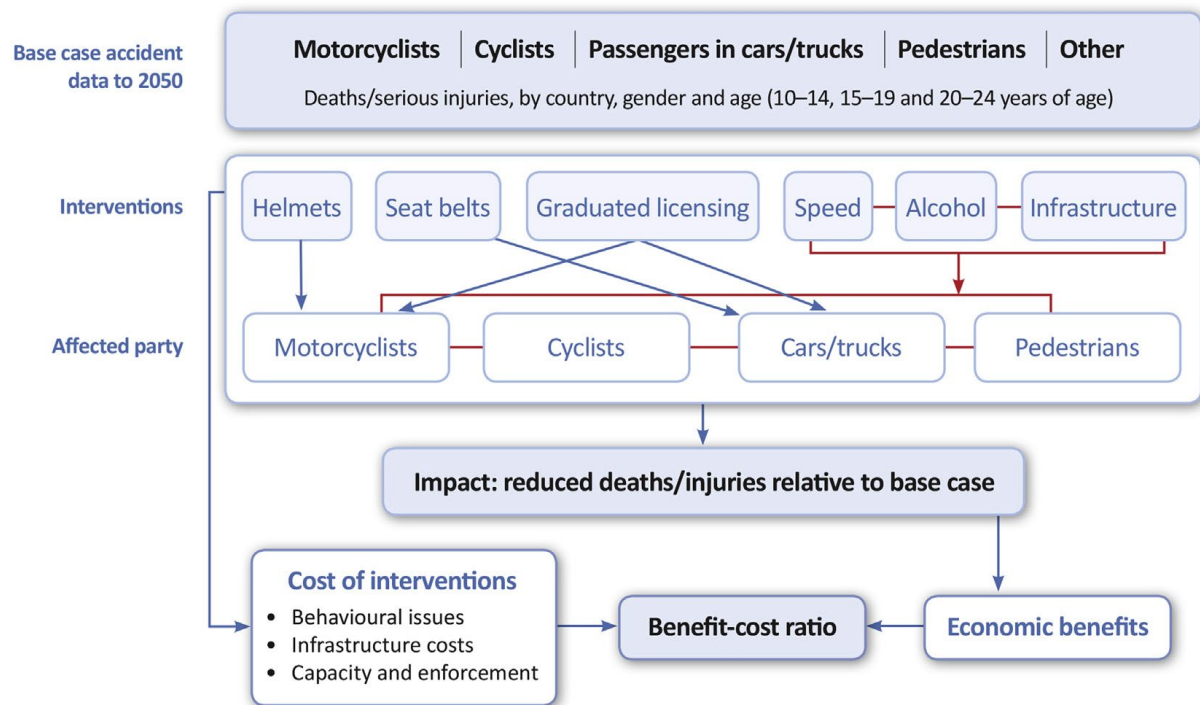 Base case accident
data to 2050
Motorcyclists | Cyclists | Passengers in cars/trucks | Pedestrians | Other
Deaths/serious injuries, by country, gender and age (10–14, 15–19 and 20–24 years of age)
Interventions
Helmets
Seat belts
Graduated licensing
Speed
Alcohol
Infrastructure
Affected party
Motorcyclists
Cyclists
Cars/trucks
Pedestrians
Impact: reduced deaths/injuries relative to base case
Cost of interventions
• Behavioural issues
• Infrastructure costs
• Capacity and enforcement
Benefit-cost ratio
Economic benefits